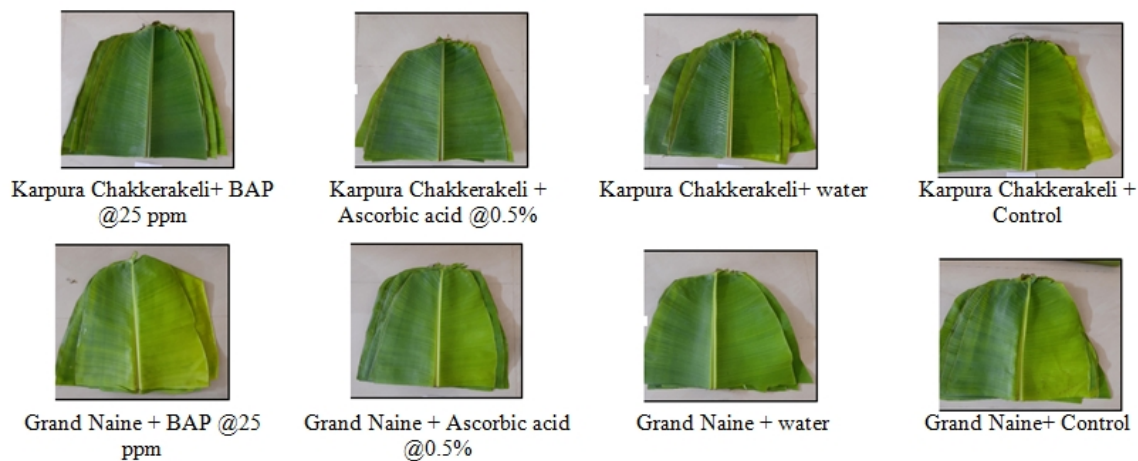 Karpura Chakkerakeli+ BAP
@25 ppm
Karpura Chakkerakeli +
Ascorbic acid @0.5%
Karpura Chakkerakeli+ water
Karpura Chakkerakeli +
Control
Grand Naine + BAP @25
ppm
Grand Naine + Ascorbic acid
@0.5%
Grand Naine + water
Grand Naine+ Control